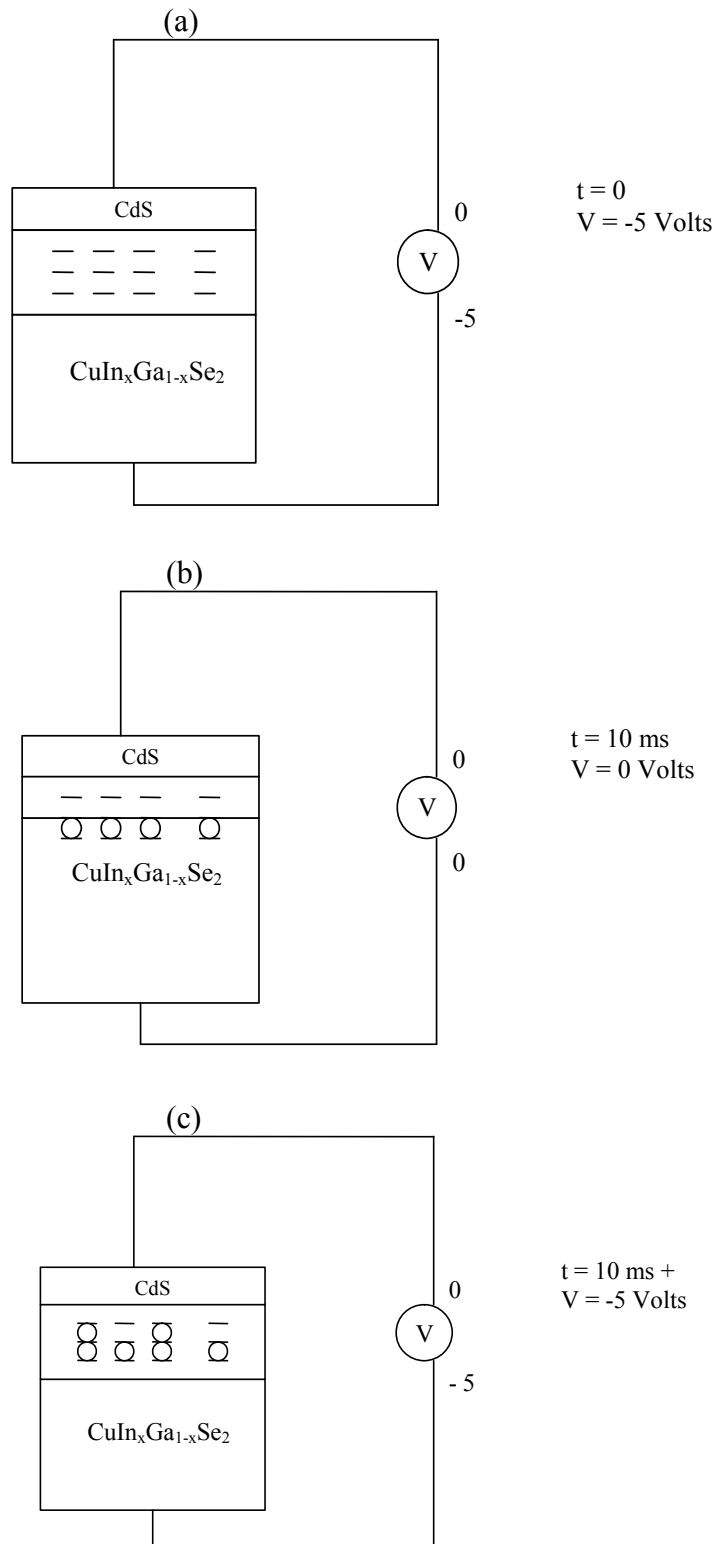 (a)
CdS
CuInₓGa₁₋ₓSe₂
0
V
-5
t = 0
V = -5 Volts
(b)
CdS
CuInₓGa₁₋ₓSe₂
0
V
0
t = 10 ms
V = 0 Volts
(c)
CdS
CuInₓGa₁₋ₓSe₂
0
V
- 5
t = 10 ms +
V = -5 Volts